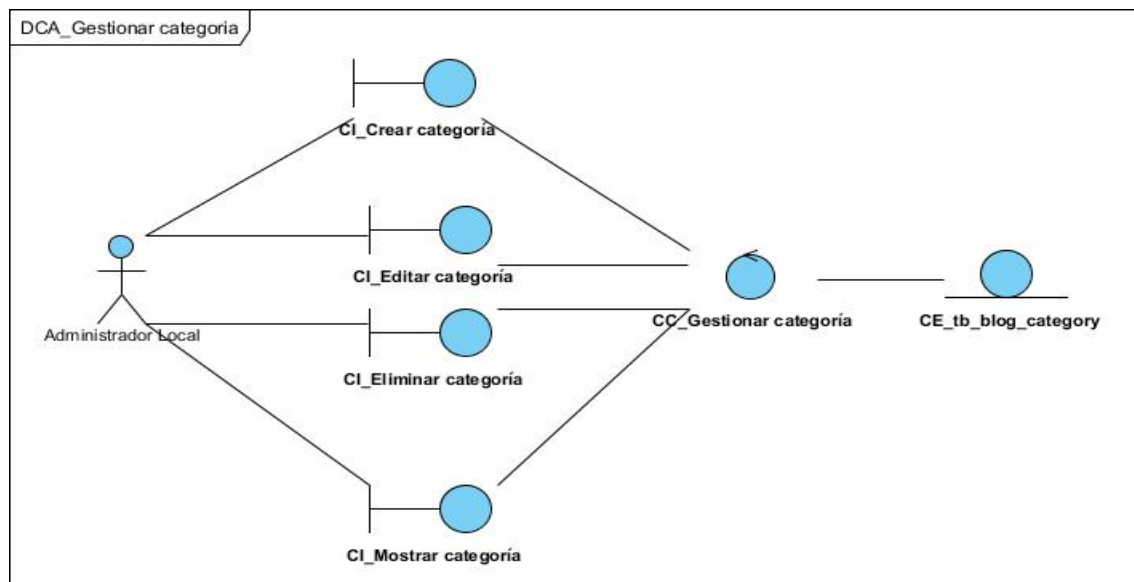 DCA_Gestionar categoria
CI_Crear categoría
CI_Editar categoría
Administrador Local
CC_Gestionar categoría
CE_tb_blog_category
CI_Eliminar categoría
CI_Mostrar categoría